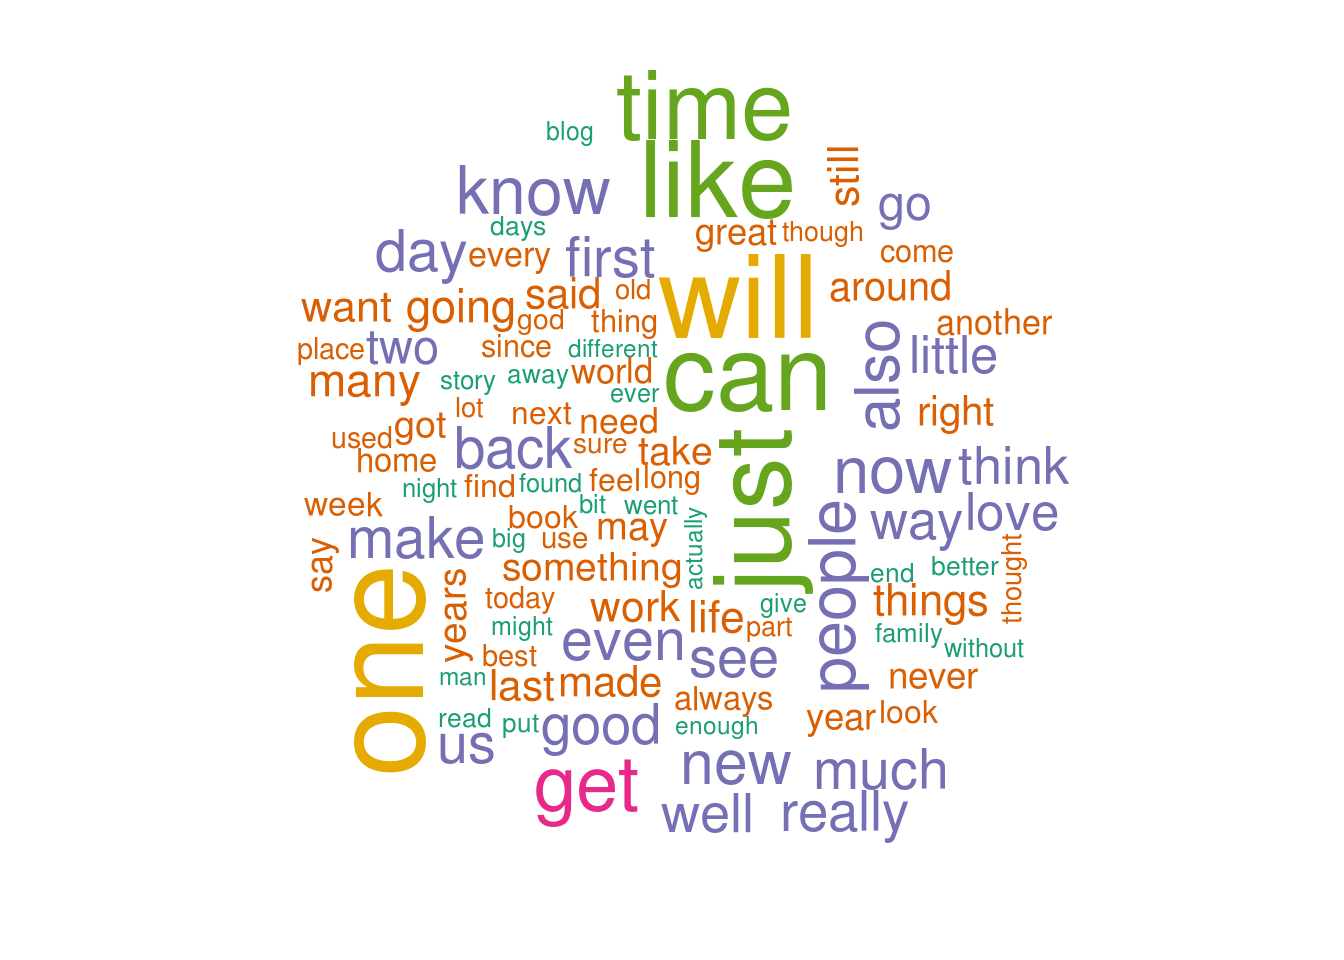 time
blog
like
still
know
go
days
great though
day every first
come
will
said old
around
want going
god thing
another
also
place two
since different
little
can
many
story away world
ever
right
lot next need
used got
just
back sure take
home
now think
night find found feel long
week
people
way love
bit went
book may
actually
make big use
say
thought
something
end better
one
years
today work life give things
might
part
family without
even see
best
man last made
never
always
read put good
enough
year look
us
new much
get
well really